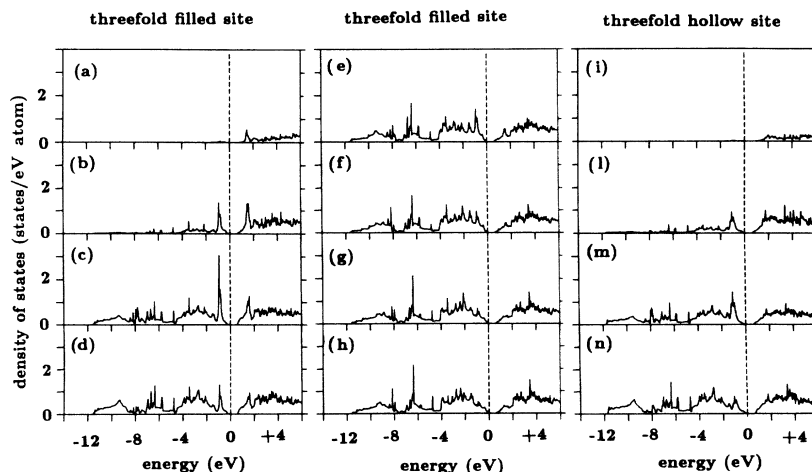 threefold filled site threefold filled site threefold hollow site
(a) (e) (i)
2
0
(b) (f) (l)
2
0
(c) (g) (m)
2
0
(d) (h) (n)
2
0
density of states (states/eV atom)
-12 -8 -4 0 +4 -12 -8 -4 0 +4 -12 -8 -4 0 +4
energy (eV) energy (eV) energy (eV)